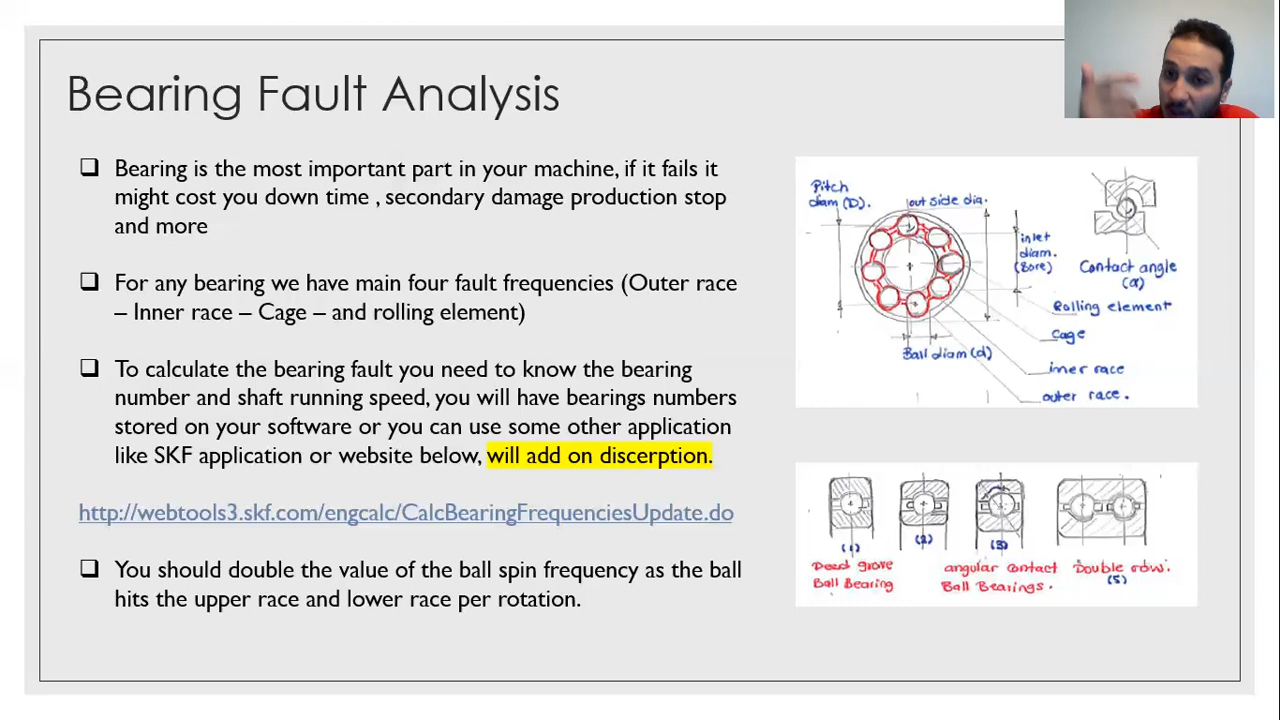 Bearing Fault Analysis
Bearing is the most important part in your machine, if it fails it
might cost you down time , secondary damage production stop
and more
For any bearing we have main four fault frequencies (Outer race
– Inner race – Cage – and rolling element)
To calculate the bearing fault you need to know the bearing
number and shaft running speed, you will have bearings numbers
stored on your software or you can use some other application
like SKF application or website below, will add on discerption.
http://webtools3.skf.com/engcalc/CalcBearingFrequenciesUpdate.do
You should double the value of the ball spin frequency as the ball
hits the upper race and lower race per rotation.
Pitch
diam (D).
out side dia.
inlet
diam.
(Bore)
Contact angle
(α)
Rolling element
Cage
Ball diam (d)
inner race
outer race.
(1)
(2)
(3)
Deed grove
Ball Bearing
angular contact
Ball Bearings.
Double row.
(5)